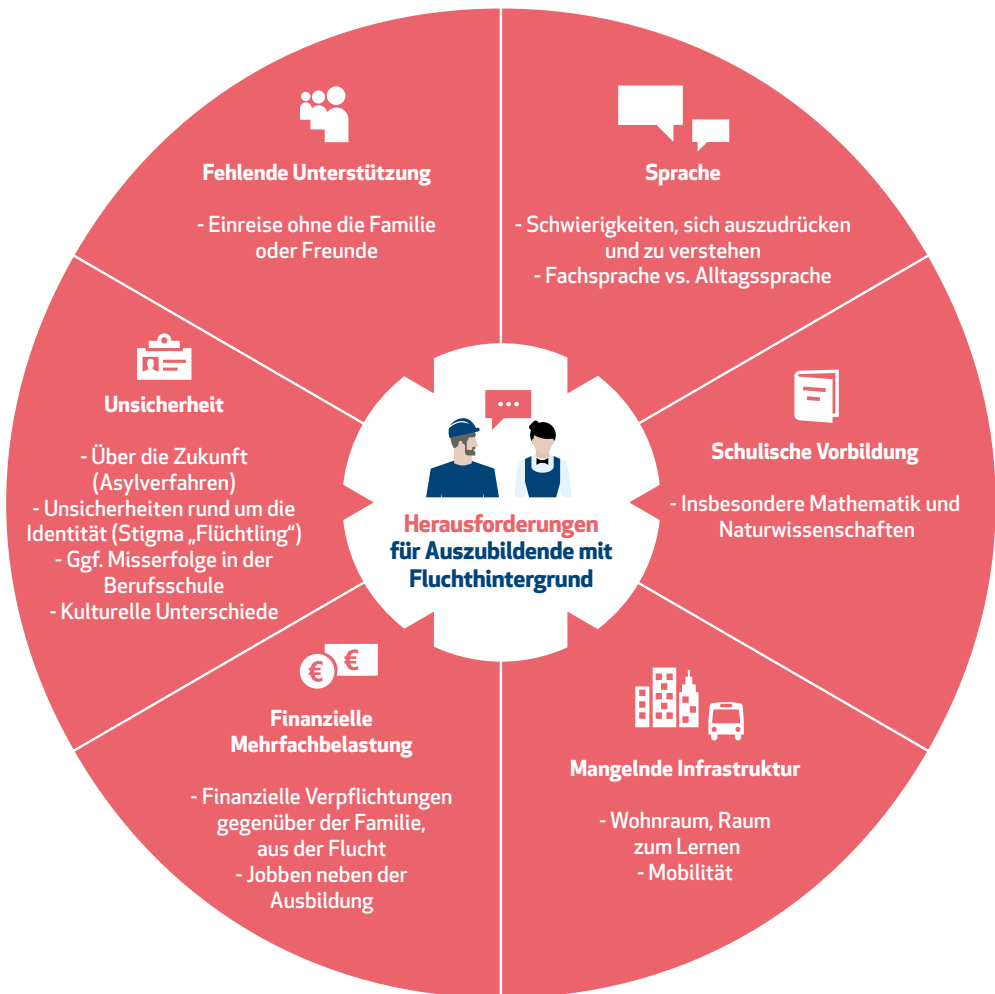 Fehlende Unterstützung
- Einreise ohne die Familie
oder Freunde
Sprache
- Schwierigkeiten, sich auszudrücken
und zu verstehen
- Fachsprache vs. Alltagssprache
Unsicherheit
- Über die Zukunft
(Asylverfahren)
- Unsicherheiten rund um die
Identität (Stigma „Flüchtling“)
- Ggf. Misserfolge in der
Berufsschule
- Kulturelle Unterschiede
Herausforderungen
für Auszubildende mit
Fluchthintergrund
Schulische Vorbildung
- Insbesondere Mathematik und
Naturwissenschaften
€ €
Finanzielle
Mehrfachbelastung
- Finanzielle Verpflichtungen
gegenüber der Familie,
aus der Flucht
- Jobben neben der
Ausbildung
Mangelnde Infrastruktur
- Wohnraum, Raum
zum Lernen
- Mobilität